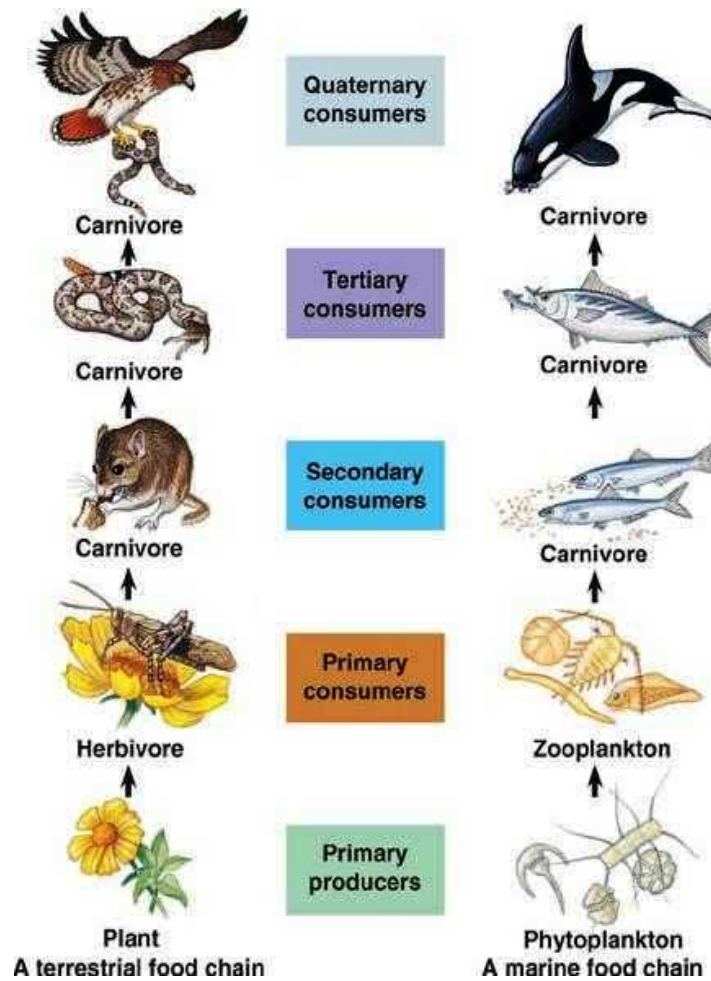 Quaternary
consumers
Carnivore
Carnivore
Tertiary
consumers
Carnivore
Carnivore
Secondary
consumers
Carnivore
Carnivore
Primary
consumers
Herbivore
Zooplankton
Primary
producers
Plant
Phytoplankton
A terrestrial food chain
A marine food chain